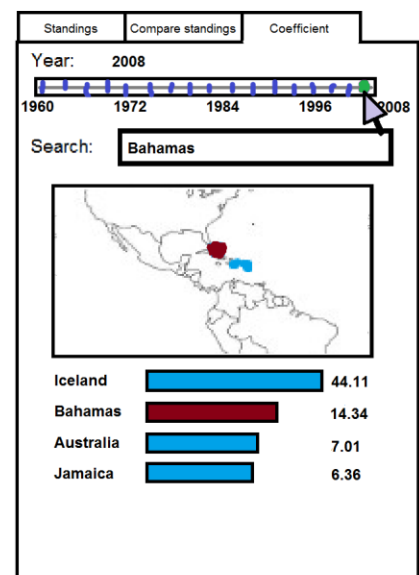 Standings Compare standings Coefficient
Year: 2008
1960 1972 1984 1996 2008
Search: Bahamas
Iceland 44.11
Bahamas 14.34
Australia 7.01
Jamaica 6.36